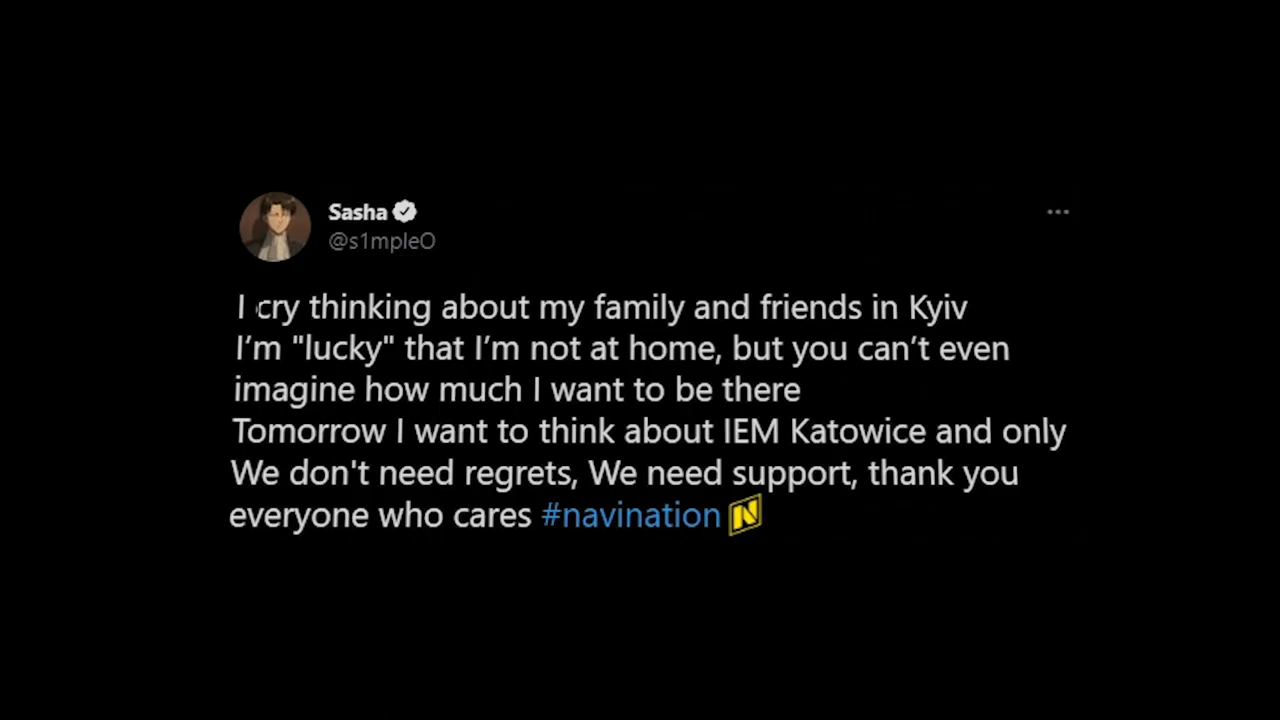 Sasha
@s1mpleO
I cry thinking about my family and friends in Kyiv
I’m "lucky" that I’m not at home, but you can’t even
imagine how much I want to be there
Tomorrow I want to think about IEM Katowice and only
We don't need regrets, We need support, thank you
everyone who cares #navination